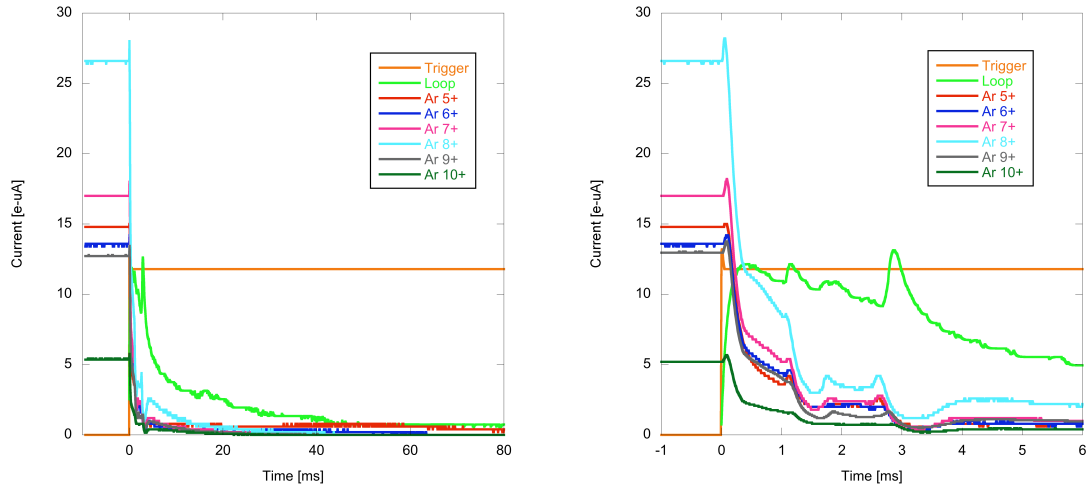 30
25
20
15
10
5
0
Current [e-uA]
0
20
40
60
80
Time [ms]
Trigger
Loop
Ar 5+
Ar 6+
Ar 7+
Ar 8+
Ar 9+
Ar 10+
30
25
20
15
10
5
0
Current [e-uA]
-1
0
1
2
3
4
5
6
Time [ms]
Trigger
Loop
Ar 5+
Ar 6+
Ar 7+
Ar 8+
Ar 9+
Ar 10+